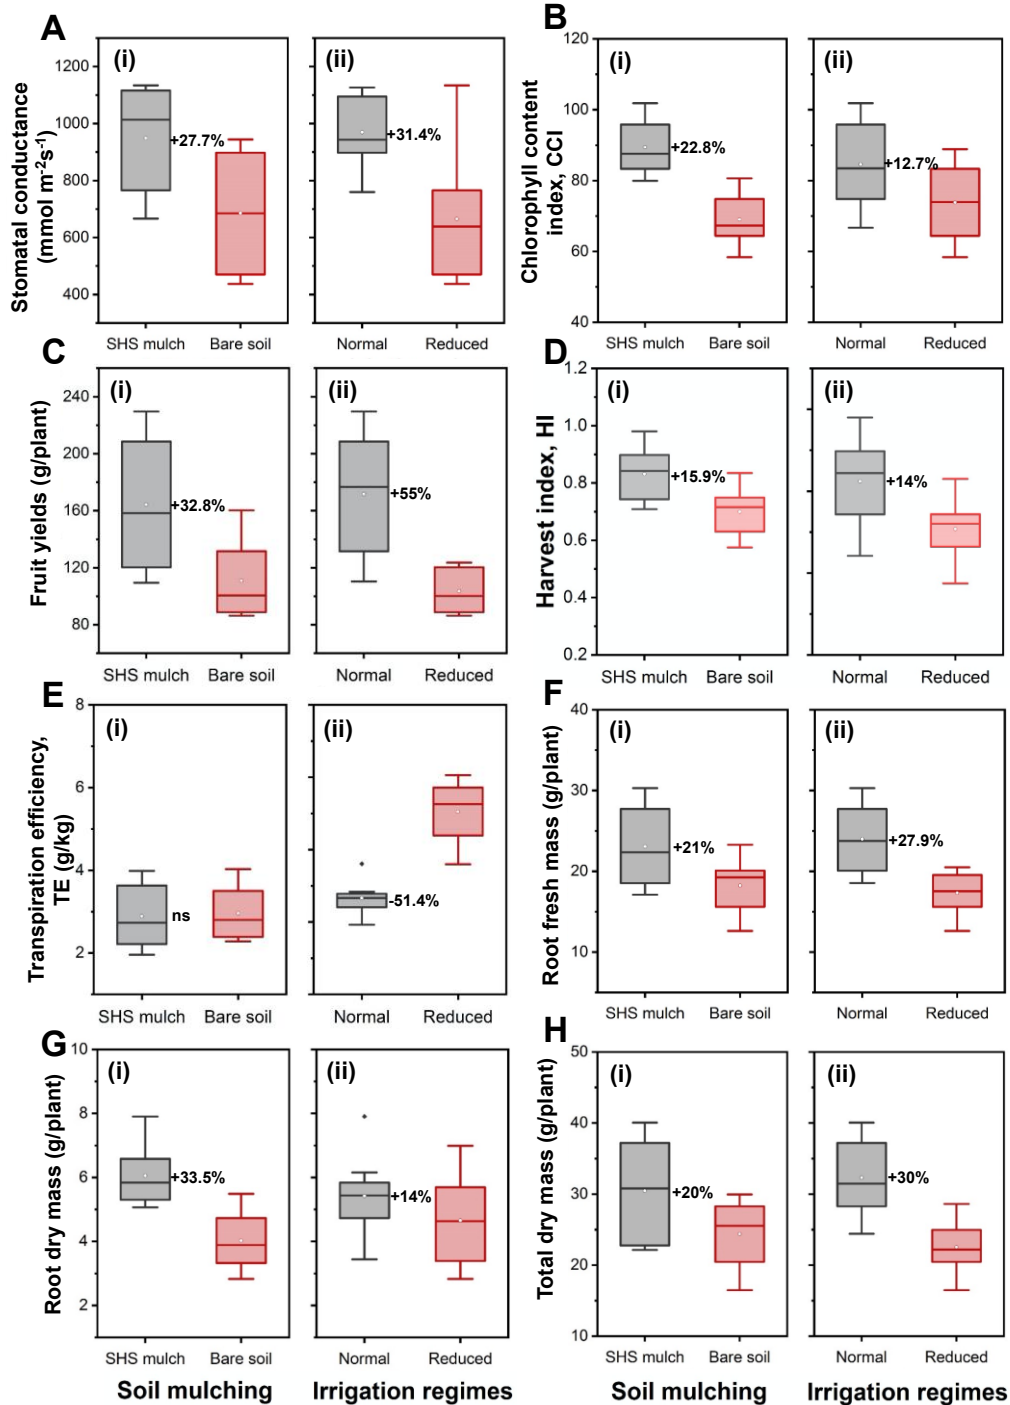 A
Stomatal conductance
(mmol m-2s-1)
1200
1000
800
600
400
(i)
+27.7%
SHS mulch Bare soil
(ii)
+31.4%
Normal Reduced
B
Chlorophyll content
index, CCI
120
100
80
60
40
(i)
+22.8%
SHS mulch Bare soil
(ii)
+12.7%
Normal Reduced
C
Fruit yields (g/plant)
240
200
160
120
80
(i)
+32.8%
SHS mulch Bare soil
(ii)
+55%
Normal Reduced
D
Harvest index, HI
1.2
1.0
0.8
0.6
0.4
0.2
(i)
+15.9%
SHS mulch Bare soil
(ii)
+14%
Normal Reduced
E
Transpiration efficiency,
TE (g/kg)
8
6
4
2
(i)
ns
SHS mulch Bare soil
(ii)
-51.4%
Normal Reduced
F
Root fresh mass (g/plant)
40
30
20
10
(i)
+21%
SHS mulch Bare soil
(ii)
+27.9%
Normal Reduced
G
Root dry mass (g/plant)
10
8
6
4
2
(i)
+33.5%
SHS mulch Bare soil
(ii)
+14%
Normal Reduced
Soil mulching Irrigation regimes
H
Total dry mass (g/plant)
50
40
30
20
10
(i)
+20%
SHS mulch Bare soil
(ii)
+30%
Normal Reduced
Soil mulching Irrigation regimes